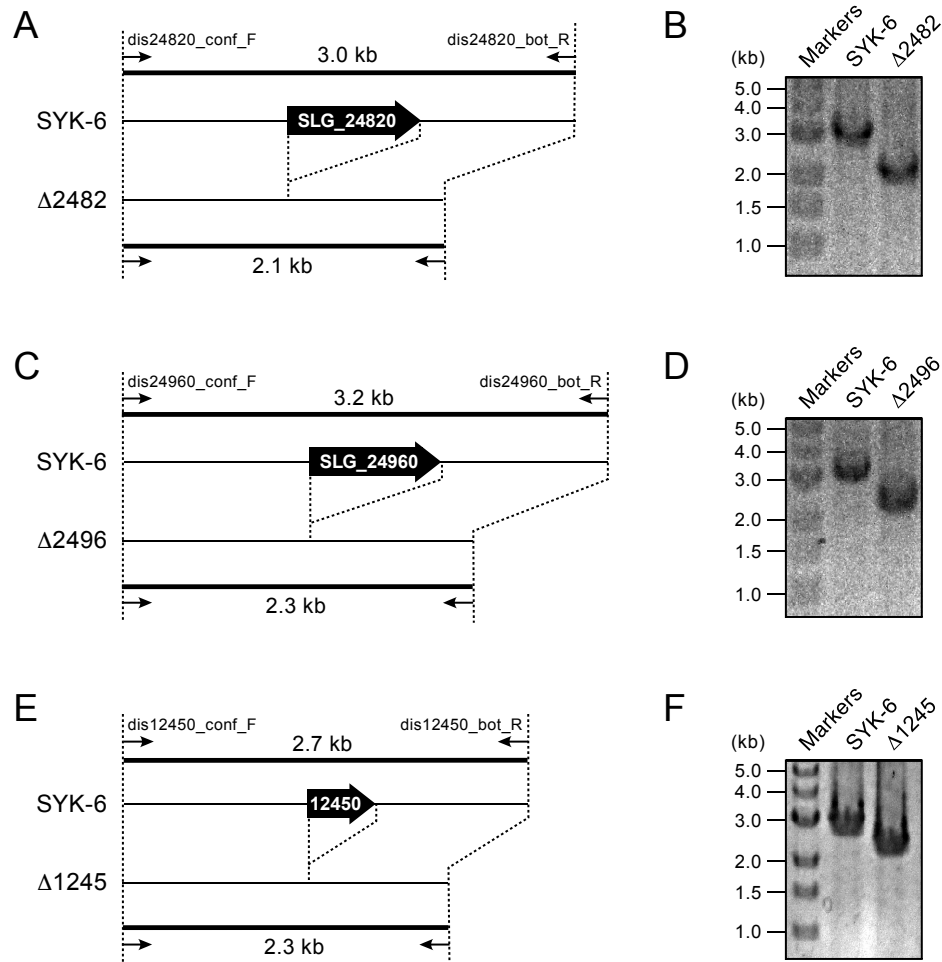 A
dis24820_conf_F
dis24820_bot_R
3.0 kb
SYK-6
SLG_24820
Δ2482
2.1 kb
B
Markers
SYK-6
Δ2482
(kb)
5.0
4.0
3.0
2.0
1.5
1.0
C
dis24960_conf_F
dis24960_bot_R
3.2 kb
SYK-6
SLG_24960
Δ2496
2.3 kb
D
Markers
SYK-6
Δ2496
(kb)
5.0
4.0
3.0
2.0
1.5
1.0
E
dis12450_conf_F
dis12450_bot_R
2.7 kb
SYK-6
12450
Δ1245
2.3 kb
F
Markers
SYK-6
Δ1245
(kb)
5.0
4.0
3.0
2.0
1.5
1.0